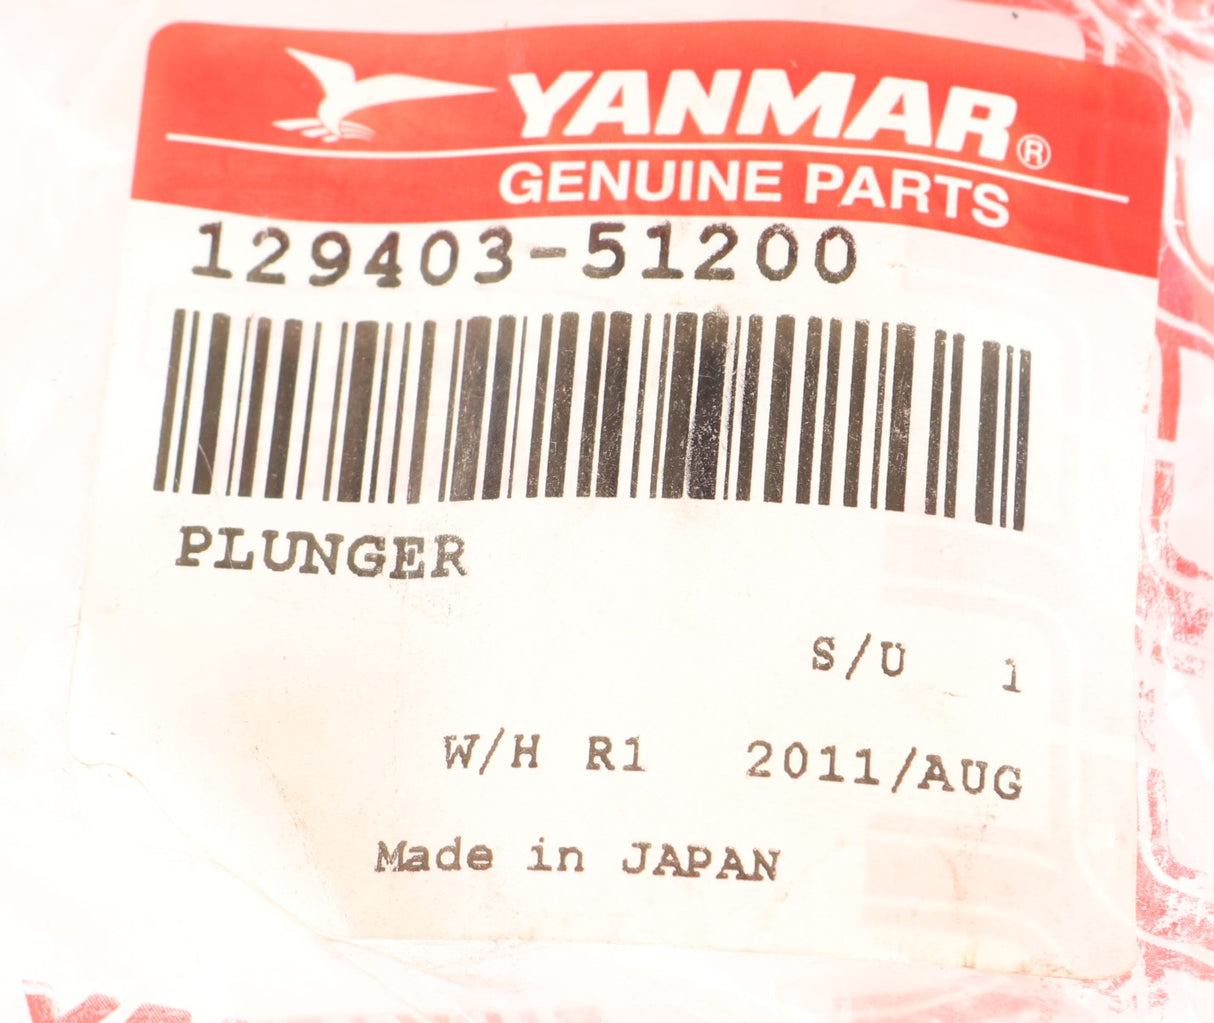 YANMAR®
GENUINE PARTS
129403-51200
PLUNGER
S/U 1
W/H R1 2011/AUG
Made in JAPAN